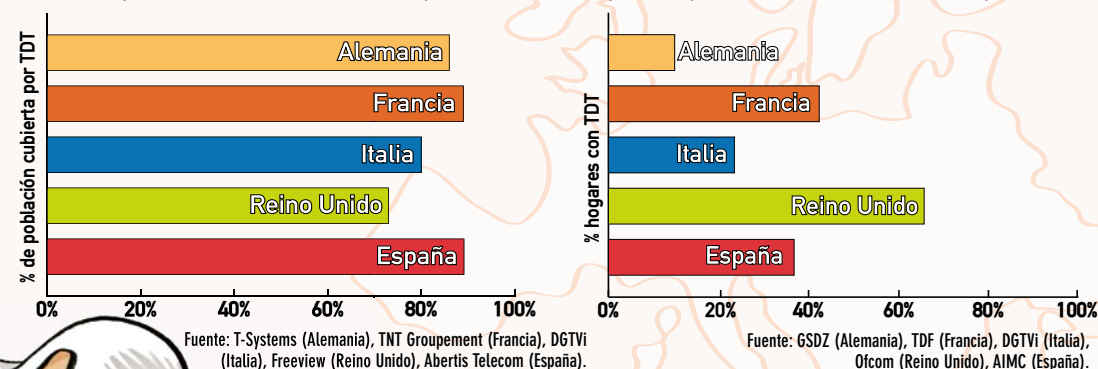 % de población cubierta por TDT
Alemania
Francia
Italia
Reino Unido
España
0% 20% 40% 60% 80% 100%
Fuente: T-Systems (Alemania), TNT Groupement (Francia), DGTVi
(Italia), Freeview (Reino Unido), Abertis Telecom (España).
% hogares con TDT
Alemania
Francia
Italia
Reino Unido
España
0% 20% 40% 60% 80% 100%
Fuente: GSDZ (Alemania), TDF (Francia), DGTVi (Italia),
Ofcom (Reino Unido), AIMC (España).